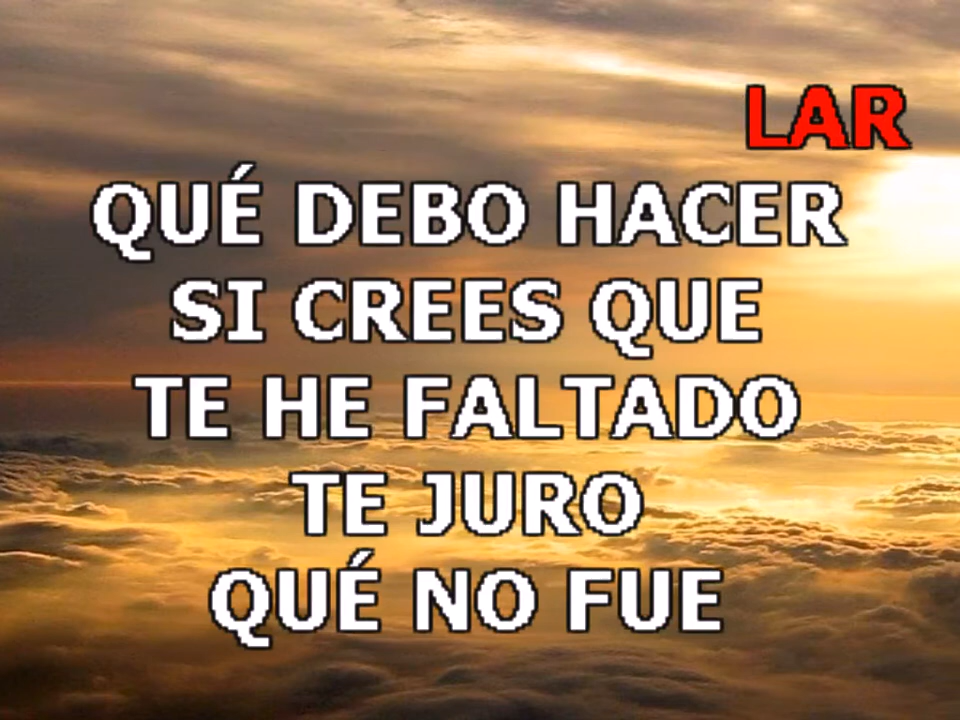 LAR
QUÉ DEBO HACER
SI CREES QUE
TE HE FALTADO
TE JURO
QUÉ NO FUE